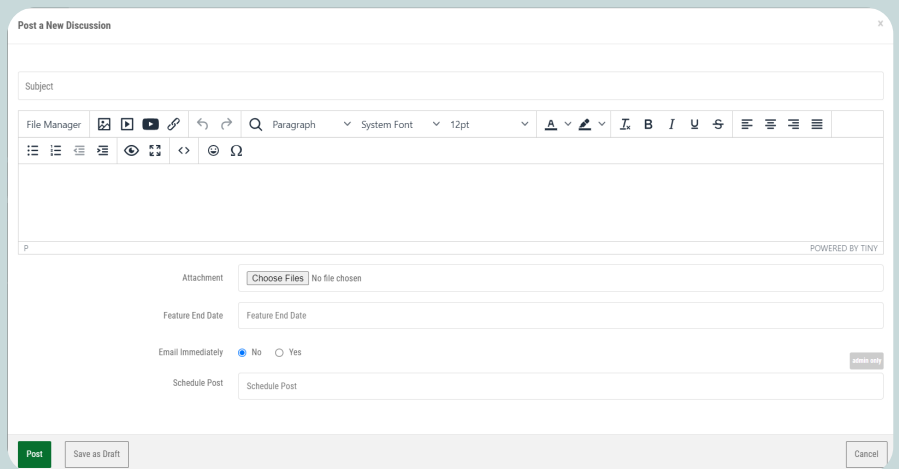 Post a New Discussion
x
Subject
File Manager Paragraph System Font 12pt
P POWERED BY TINY
Attachment Choose Files No file chosen
Feature End Date Feature End Date
Email Immediately No Yes
admin only
Schedule Post Schedule Post
Post Save as Draft Cancel